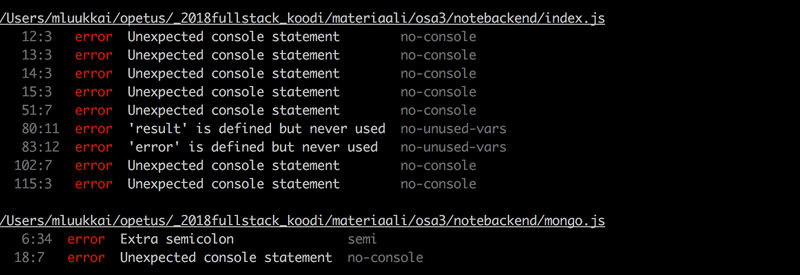 /Users/mluukkai/opetus/_2018fullstack_koodi/materiaali/osa3/notebackend/index.js
12:3 error Unexpected console statement no-console
13:3 error Unexpected console statement no-console
14:3 error Unexpected console statement no-console
15:3 error Unexpected console statement no-console
51:7 error Unexpected console statement no-console
80:11 error 'result' is defined but never used no-unused-vars
83:12 error 'error' is defined but never used no-unused-vars
102:7 error Unexpected console statement no-console
115:3 error Unexpected console statement no-console
/Users/mluukkai/opetus/_2018fullstack_koodi/materiaali/osa3/notebackend/mongo.js
6:34 error Extra semicolon semi
18:7 error Unexpected console statement no-console